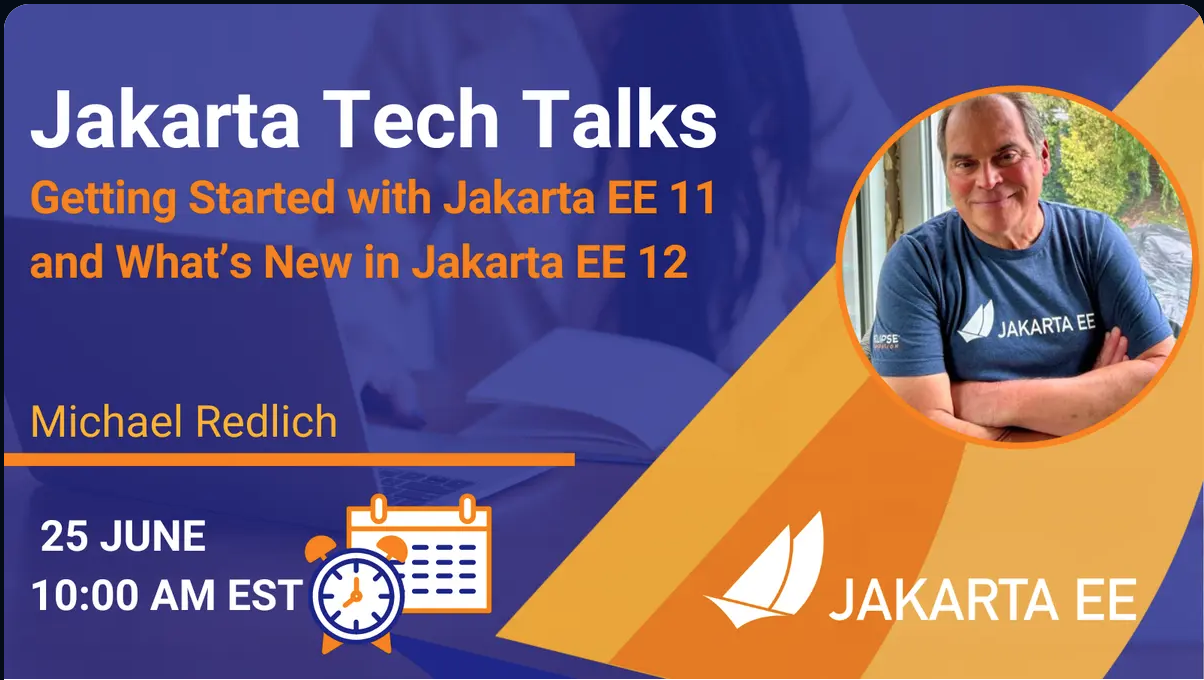 Jakarta Tech Talks
Getting Started with Jakarta EE 11
and What’s New in Jakarta EE 12
Michael Redlich
25 JUNE
10:00 AM EST
JAKARTA EE
JAKARTA EE